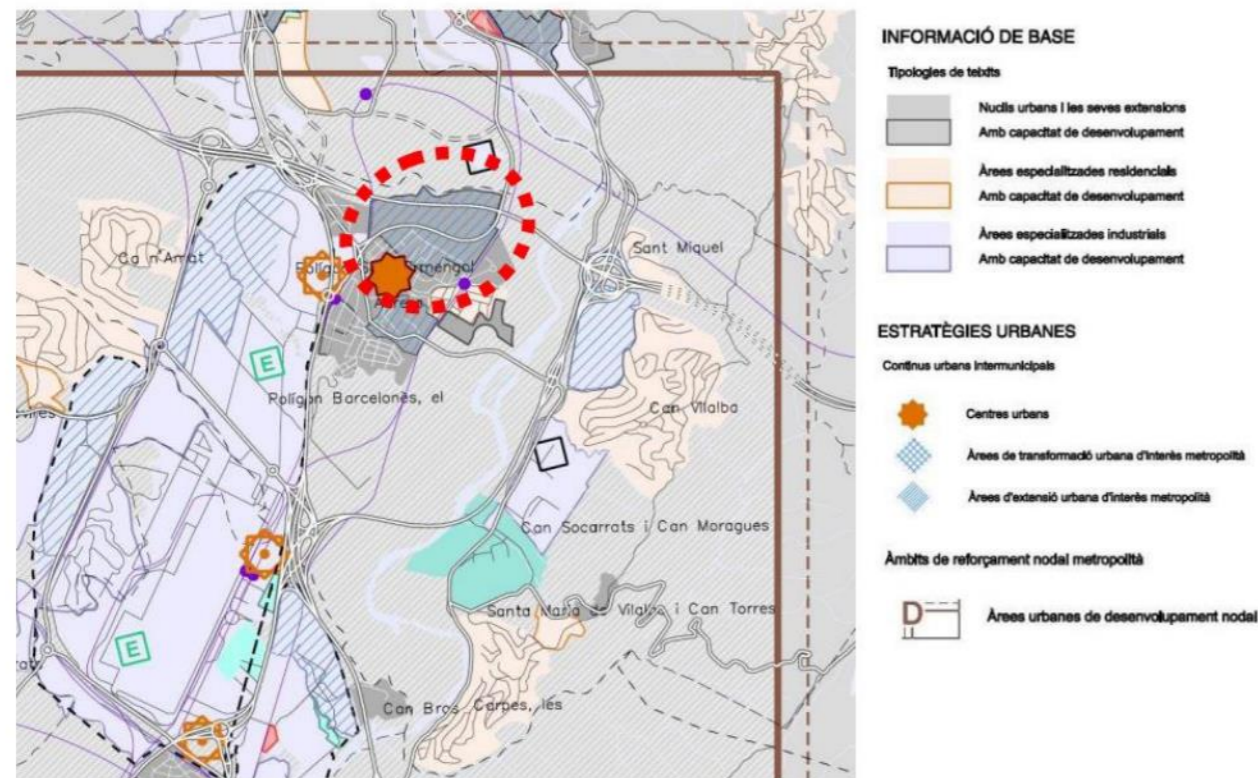 INFORMACIÓ DE BASE
Tipologies de teixits
Nuclis urbans i les seves extensions
Amb capacitat de desenvolupament
Àrees especialitzades residencials
Amb capacitat de desenvolupament
Àrees especialitzades industrials
Amb capacitat de desenvolupament
ESTRATÈGIES URBANES
Continus urbans intermunicipals
Centres urbans
Àrees de transformació urbana d'interès metropolità
Àrees d'extensió urbana d'interès metropolità
Àmbits de reforçament nodal metropolità
D
Àrees urbanes de desenvolupament nodal
Ca n'Amat
Sant Miquel
E
Polígon Barcelonès, el
Can Vilalba
Can Socarrats i Can Moragues
Santa Maria de Vilalba i Can Torres
E
Can Bros
Carpes, les